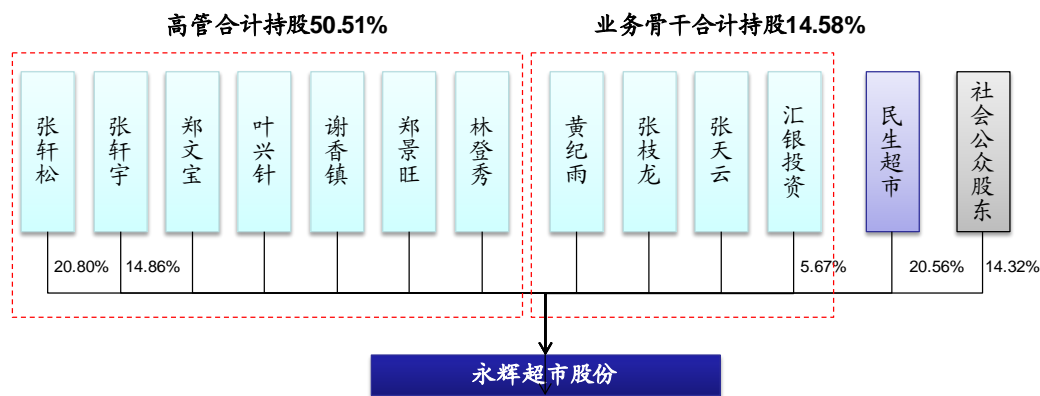 高管合计持股50.51%
业务骨干合计持股14.58%
张轩松
张轩宇
郑文宝
叶兴针
谢香镇
郑景旺
林登秀
黄纪雨
张枝龙
张天云
汇银投资
民生超市
社会公众股东
20.80%
14.86%
5.67%
20.56%
14.32%
永辉超市股份